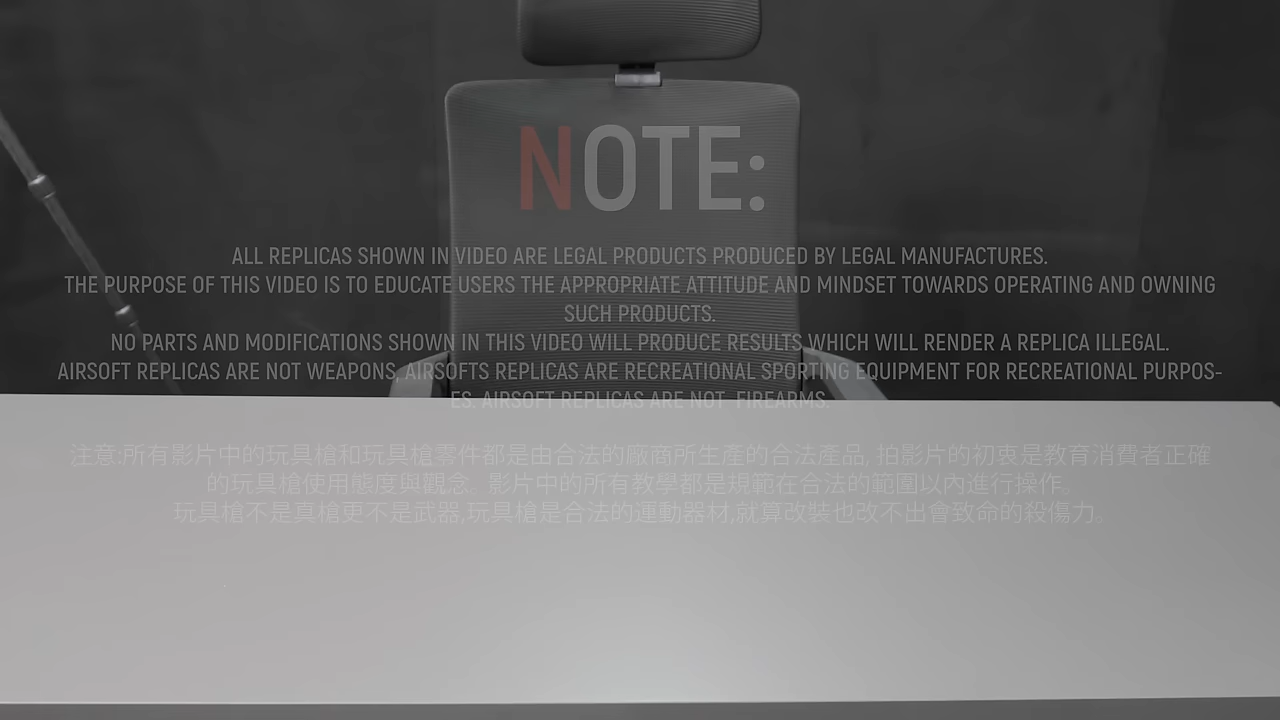 NOTE:
ALL REPLICAS SHOWN IN VIDEO ARE LEGAL PRODUCTS PRODUCED BY LEGAL MANUFACTURES.
THE PURPOSE OF THIS VIDEO IS TO EDUCATE USERS THE APPROPRIATE ATTITUDE AND MINDSET TOWARDS OPERATING AND OWNING
SUCH PRODUCTS.
NO PARTS AND MODIFICATIONS SHOWN IN THIS VIDEO WILL PRODUCE RESULTS WHICH WILL RENDER A REPLICA ILLEGAL.
AIRSOFT REPLICAS ARE NOT WEAPONS, AIRSOFTS REPLICAS ARE RECREATIONAL SPORTING EQUIPMENT FOR RECREATIONAL PURPOS-
ES. AIRSOFT REPLICAS ARE NOT FIREARMS.
注意:所有影片中的玩具槍和玩具槍零件都是由合法的廠商所生產的合法產品, 拍影片的初衷是教育消費者正確
的玩具槍使用態度與觀念。影片中的所有教學都是規範在合法的範圍以內進行操作。
玩具槍不是真槍更不是武器,玩具槍是合法的運動器材,就算改裝也改不出會致命的殺傷力。